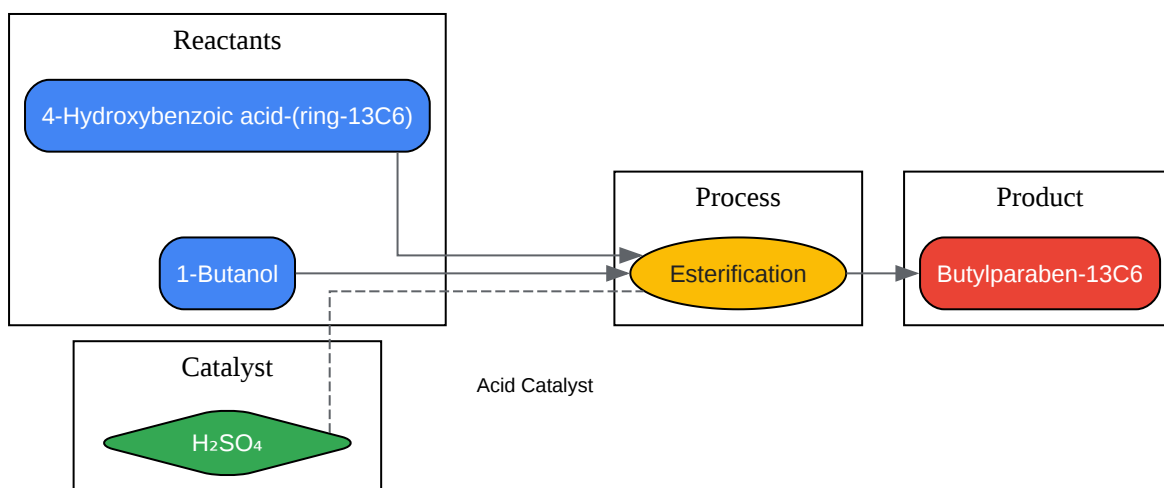 Reactants
4-Hydroxybenzoic acid-(ring-13C6)
1-Butanol
Process
Esterification
Product
Butylparaben-13C6
Catalyst
H₂SO₄
Acid Catalyst